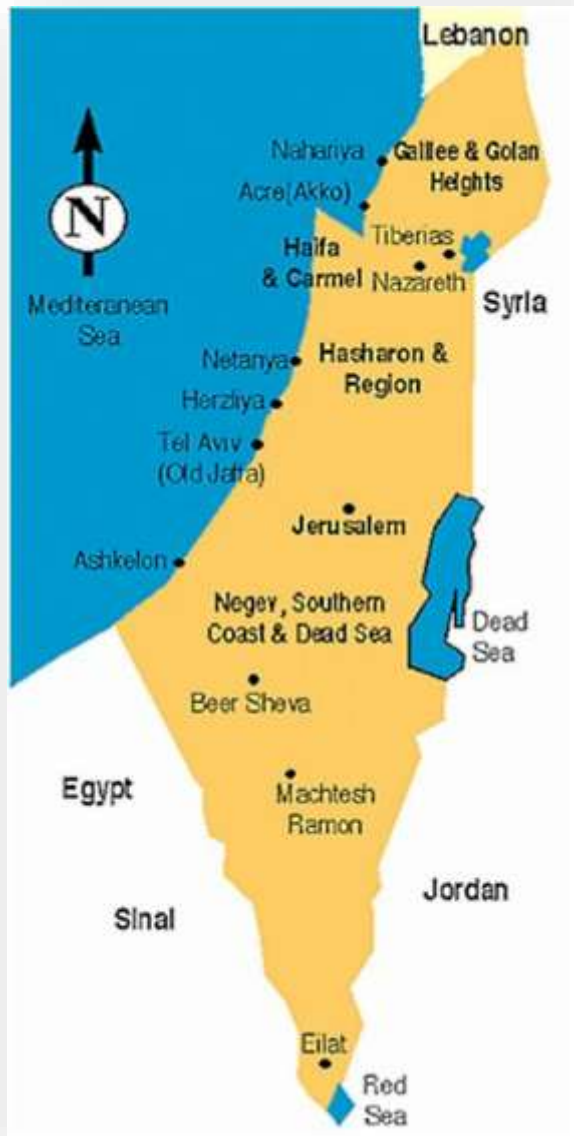 Lebanon
Nahariya
Galilee & Golan
Heights
Acre(Akko)
Tiberias
Haifa
& Carmel
Nazareth
N
Mediteranean
Sea
Syria
Netanya
Hasharon &
Region
Herzliya
Tel Aviv
(Old Jaffa)
Jerusalem
Ashkelon
Negev, Southern
Coast & Dead Sea
Dead
Sea
Beer Sheva
Egypt
Machtesh
Ramon
Jordan
Sinai
Eilat
Red
Sea